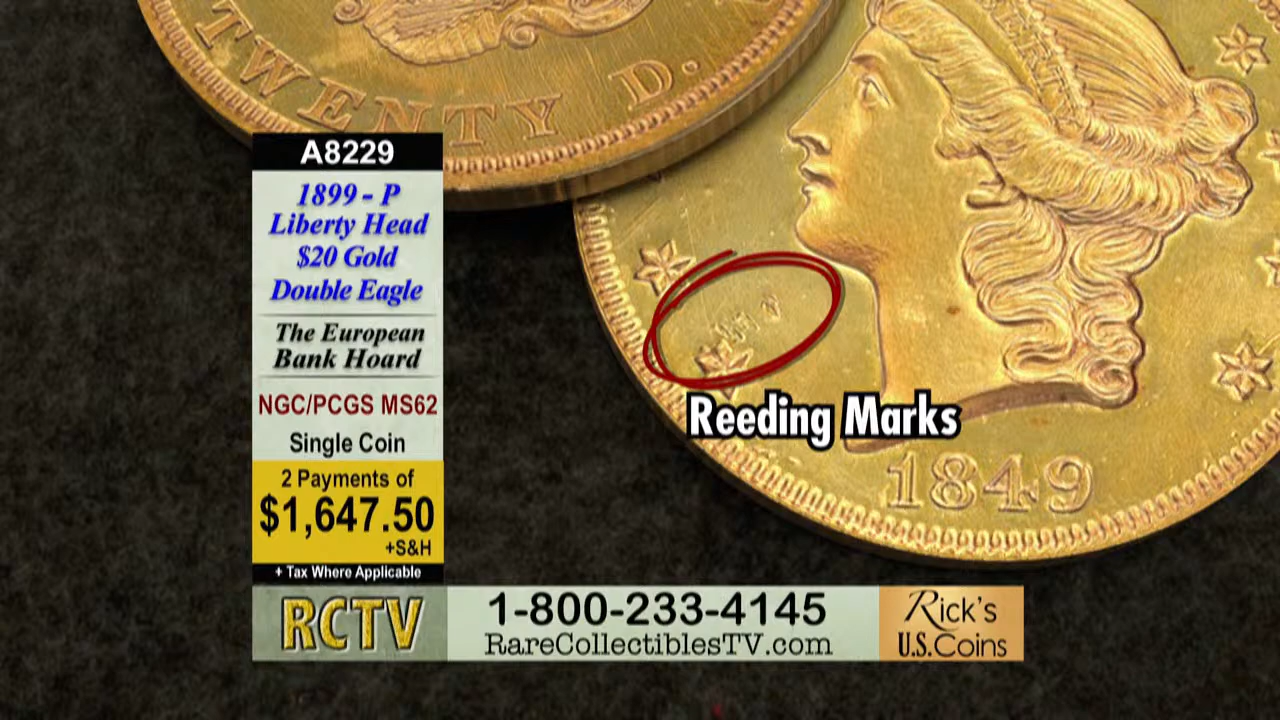 TWENTY D.
LIBERTY
A8229
1899 - P
Liberty Head
$20 Gold
Double Eagle
The European
Bank Hoard
NGC/PCGS MS62
Single Coin
2 Payments of
$1,647.50
+S&H
+ Tax Where Applicable
Reeding Marks
1849
RCTV
1-800-233-4145
RareCollectiblesTV.com
Rick's
U.S. Coins